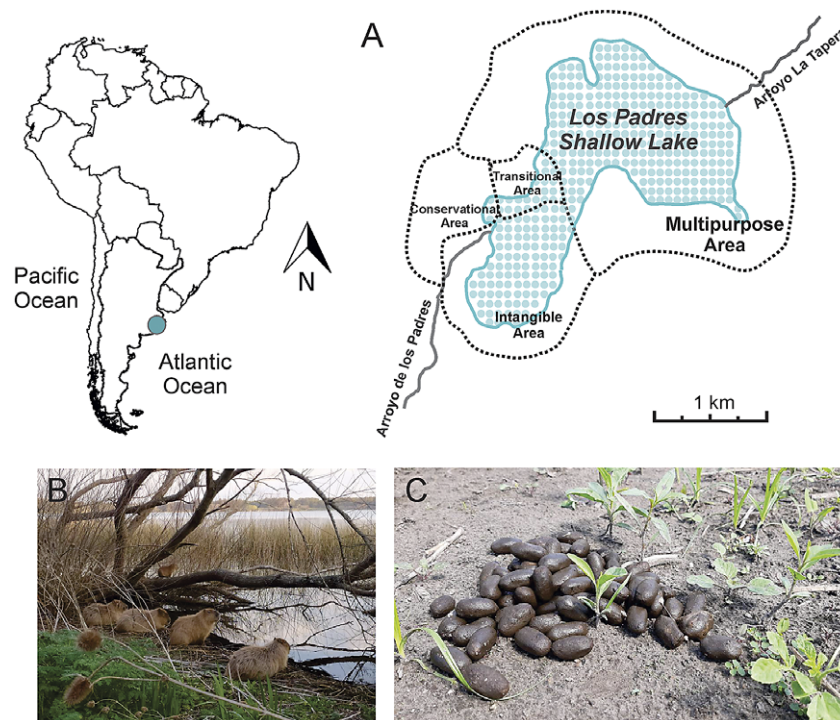 A
Pacific
Ocean
N
Atlantic
Ocean
Los Padres
Shallow Lake
Arroyo La Tapera
Transitional
Area
Conservational
Area
Multipurpose
Area
Intangible
Area
Arroyo de los Padres
1 km
B
C